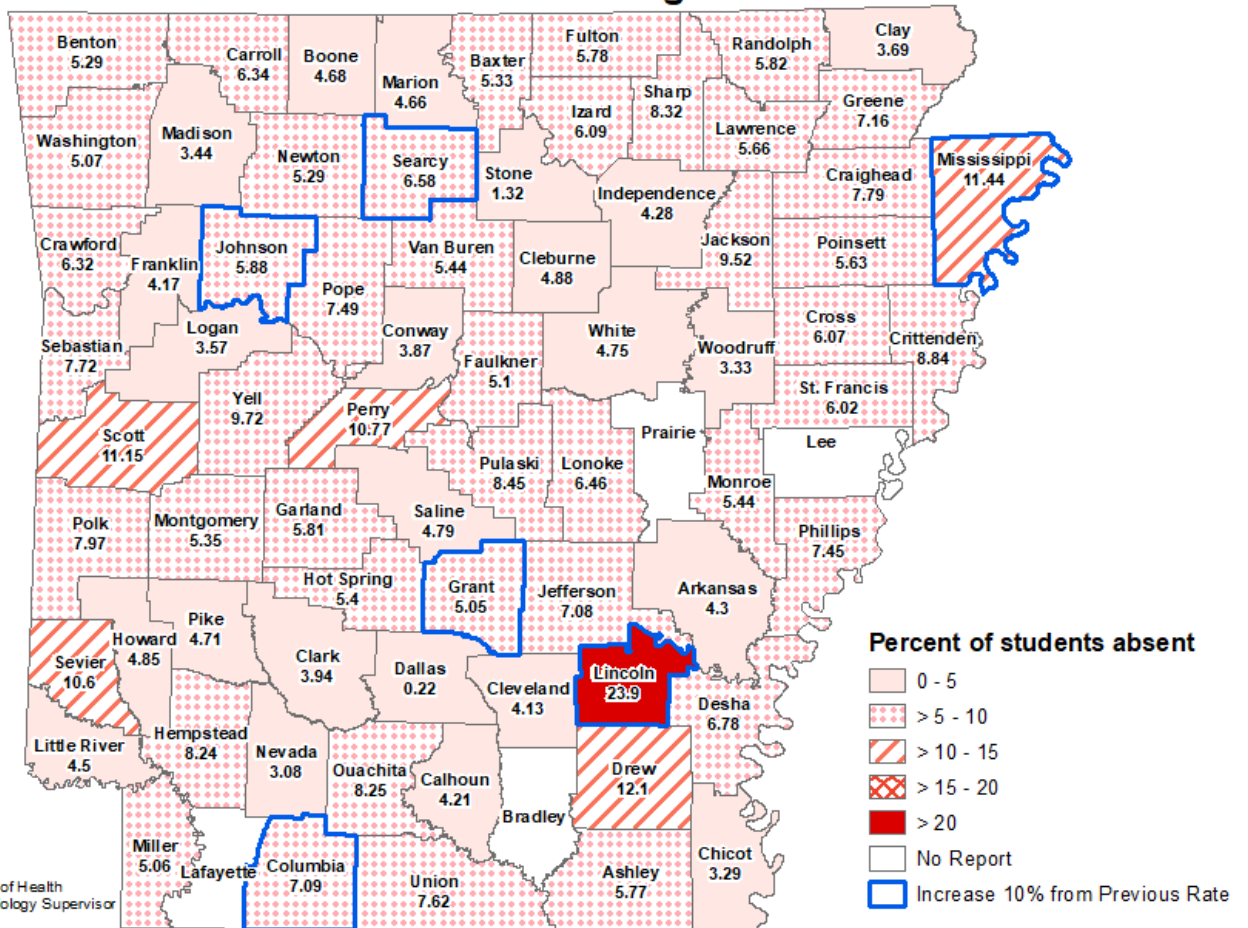 Benton
5.29
Carroll
6.34
Boone
4.68
Marion
4.66
Baxter
5.33
Fulton
5.78
Sharp
8.32
Randolph
5.82
Clay
3.69
Izard
6.09
Lawrence
5.66
Greene
7.16
Washington
5.07
Madison
3.44
Newton
5.29
Searcy
6.58
Stone
1.32
Independence
4.28
Craighead
7.79
Mississippi
11.44
Crawford
6.32
Franklin
4.17
Johnson
5.88
Pope
7.49
Van Buren
5.44
Cleburne
4.88
Jackson
9.52
Poinsett
5.63
Sebastian
7.72
Logan
3.57
Conway
3.87
Faulkner
5.1
White
4.75
Woodruff
3.33
Cross
6.07
Crittenden
8.84
Scott
11.15
Yell
9.72
Perry
10.77
Pulaski
8.45
Lonoke
6.46
Prairie
St. Francis
6.02
Lee
Monroe
5.44
Phillips
7.45
Polk
7.97
Montgomery
5.35
Garland
5.81
Saline
4.79
Hot Spring
5.4
Grant
5.05
Jefferson
7.08
Arkansas
4.3
Howard
4.85
Pike
4.71
Clark
3.94
Dallas
0.22
Cleveland
4.13
Lincoln
23.9
Desha
6.78
Sevier
10.6
Little River
4.5
Hempstead
8.24
Nevada
3.08
Ouachita
8.25
Calhoun
4.21
Bradley
Drew
12.1
Miller
5.06
Lafayette
Columbia
7.09
Union
7.62
Ashley
5.77
Chicot
3.29
of Health
ology Supervisor
Percent of students absent
0 - 5
> 5 - 10
> 10 - 15
> 15 - 20
> 20
No Report
Increase 10% from Previous Rate